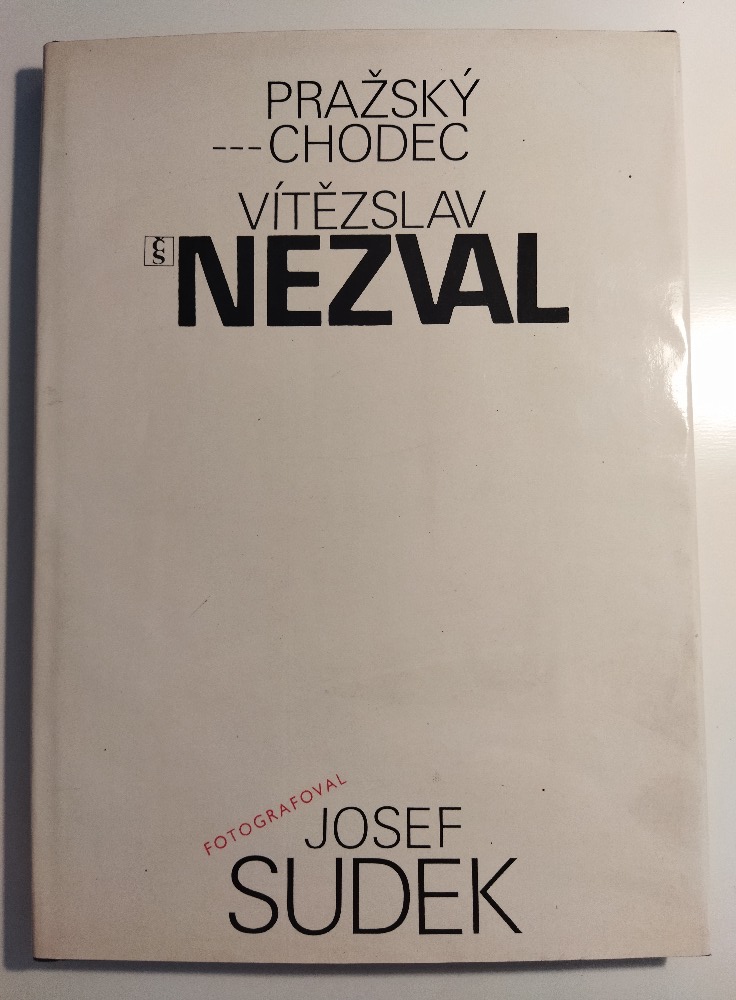 PRAŽSKÝ
---CHODEC
VÍTĚZSLAV
ČS NEZVAL
FOTOGRAFOVAL
JOSEF
SUDEK